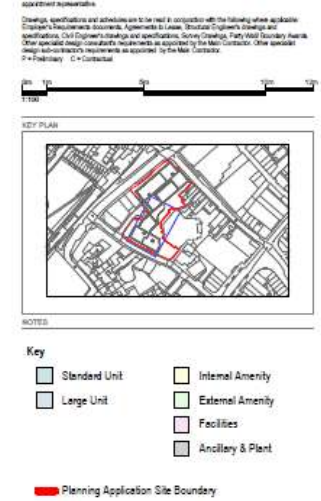 appointment representative.
Drawings, specifications and schedules are to be read in conjunction with the following where applicable:
Employer's Requirements documents, Agreements to Lease, Structural Engineer's drawings and
specifications, Civil Engineer's drawings and specifications, Survey Drawings, Party Wall Boundary Awards.
Other specialist design consultant's requirements as appointed by the Main Contractor. Other specialist
design sub-contractor's requirements as appointed by the Main Contractor.
P = Preliminary C = Contractual
0m 1m 5m 10m 12m
1:100
KEY PLAN
NOTES
Key
Standard Unit
Large Unit
Internal Amenity
External Amenity
Facilities
Ancillary & Plant
Planning Application Site Boundary